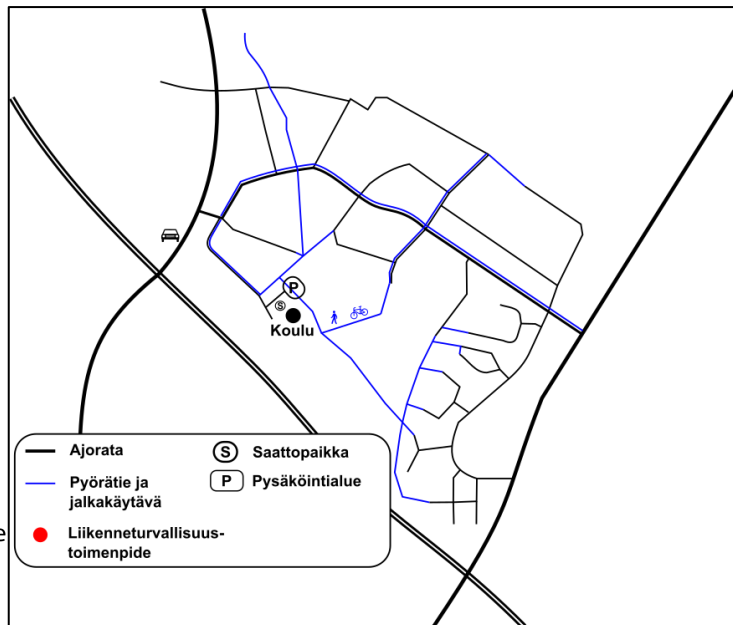 P
S
Koulu
Ajorata
S Saattopaikka
Pyörätie ja
jalkakäytävä
P Pysäköintialue
Liikenneturvallisuus-
toimenpide
e